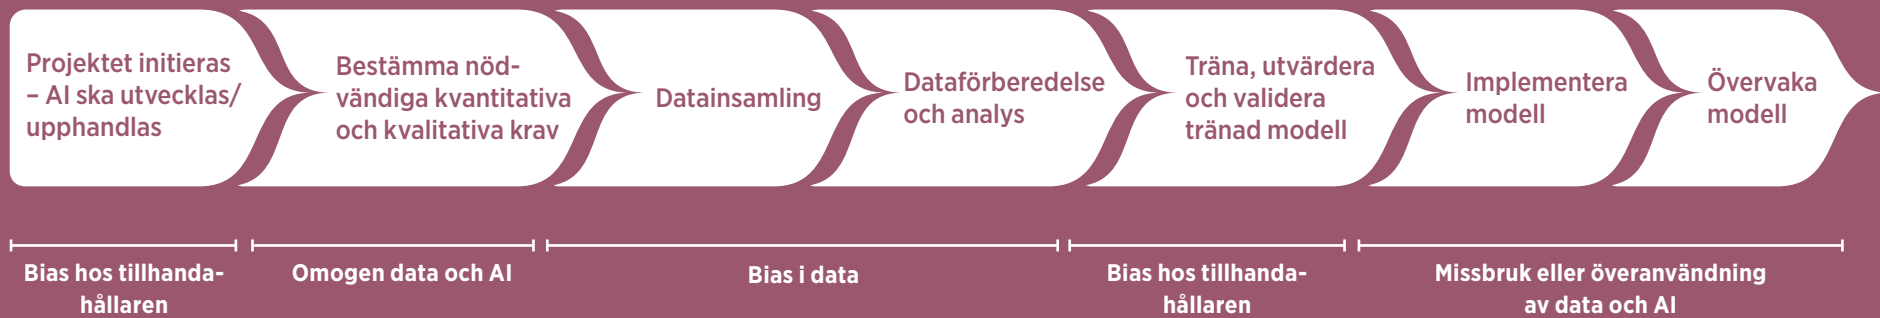 Projektet initieras
– AI ska utvecklas/
upphandlas
Bestämma nöd-
vändiga kvantitativa
och kvalitativa krav
Datainsamling
Dataförberedelse
och analys
Träna, utvärdera
och validera
tränad modell
Implementera
modell
Övervaka
modell
Bias hos tillhanda-
hållaren
Omogen data och AI
Bias i data
Bias hos tillhanda-
hållaren
Missbruk eller överanvändning
av data och AI